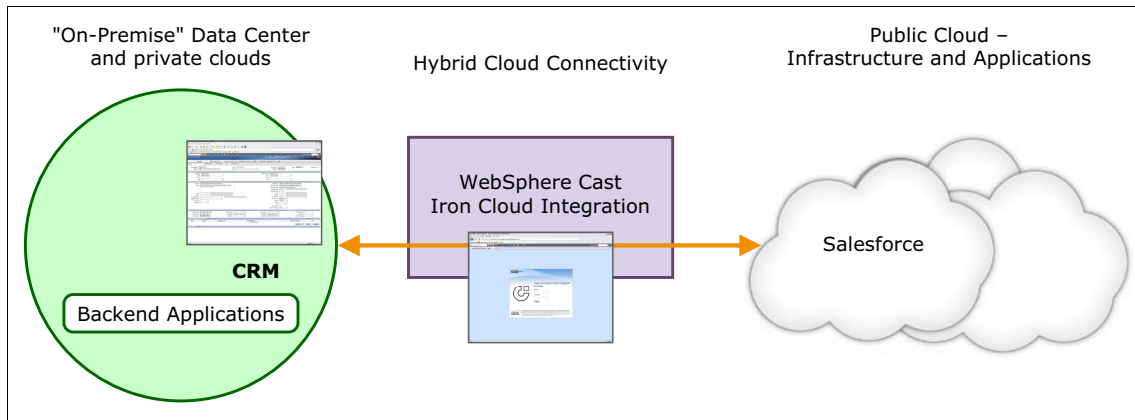 "On-Premise" Data Center
and private clouds
Hybrid Cloud Connectivity
Public Cloud –
Infrastructure and Applications
WebSphere Cast
Iron Cloud Integration
Salesforce
CRM
Backend Applications